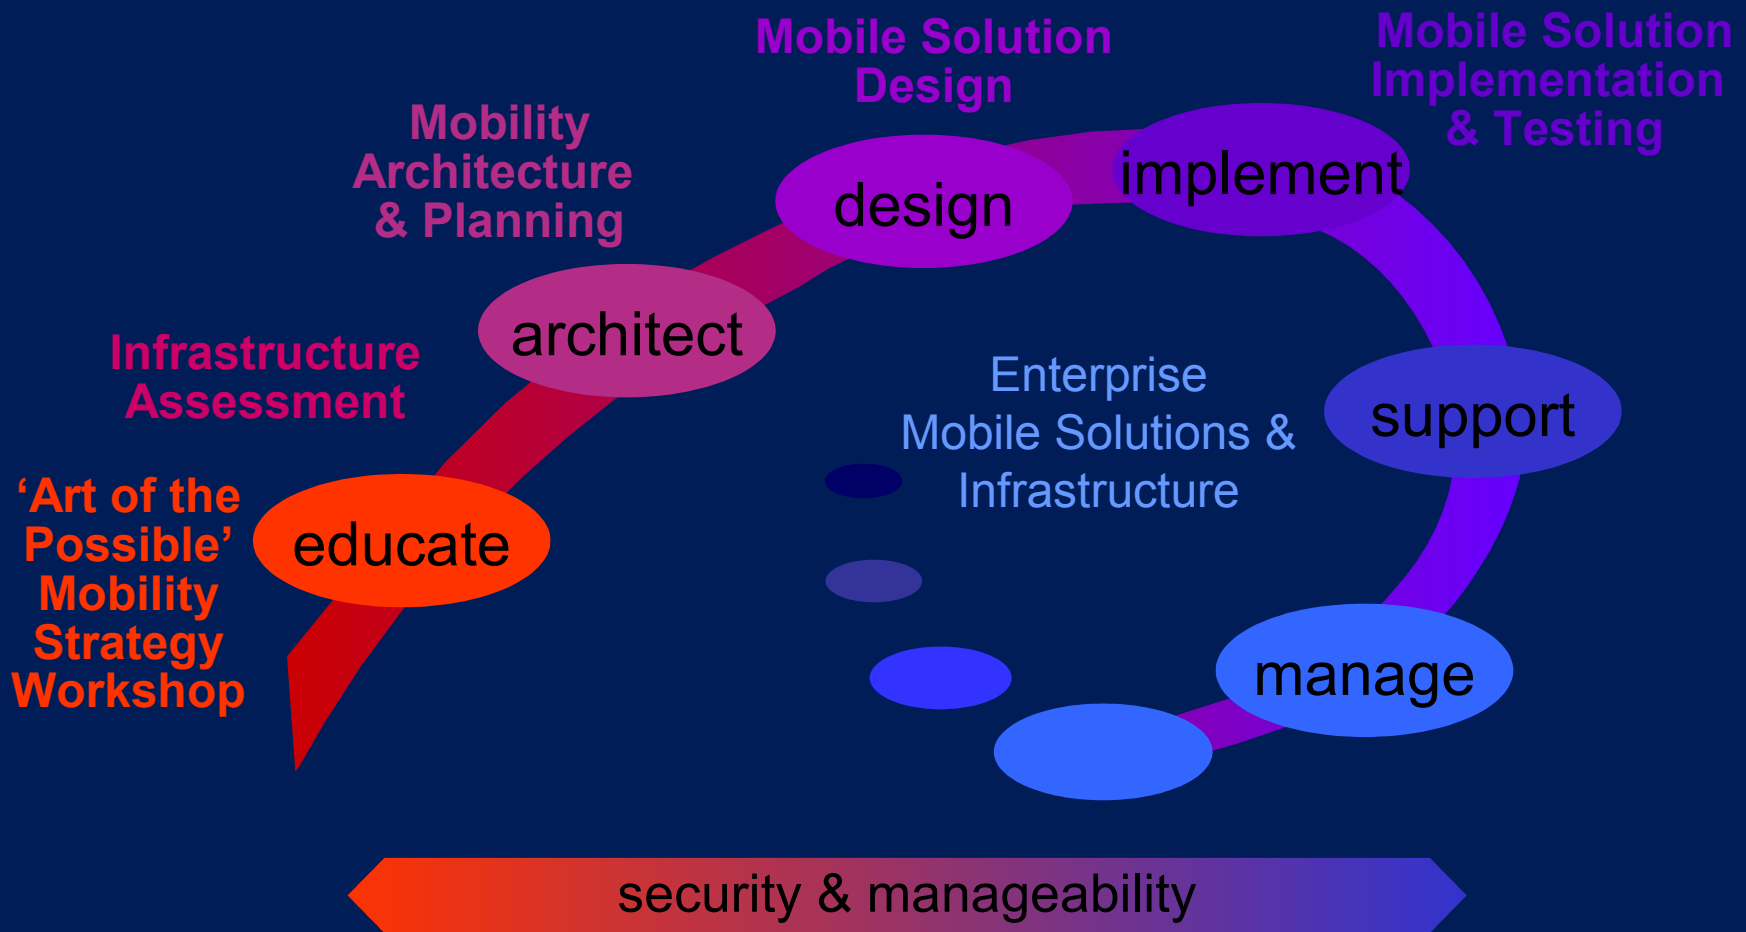 Mobile Solution
Design
Mobile Solution
Implementation
& Testing
Mobility
Architecture
& Planning
implement
design
architect
Infrastructure
Assessment
Enterprise
Mobile Solutions &
Infrastructure
support
‘Art of the
Possible’
Mobility
Strategy
Workshop
educate
manage
security & manageability